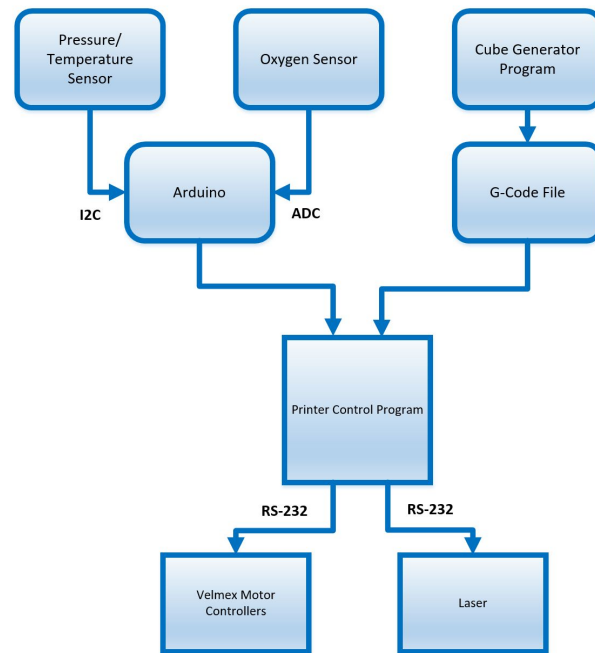 Pressure/
Temperature
Sensor
Oxygen Sensor
Cube Generator
Program
I2C
Arduino
ADC
G-Code File
Printer Control Program
RS-232
RS-232
Velmex Motor
Controllers
Laser